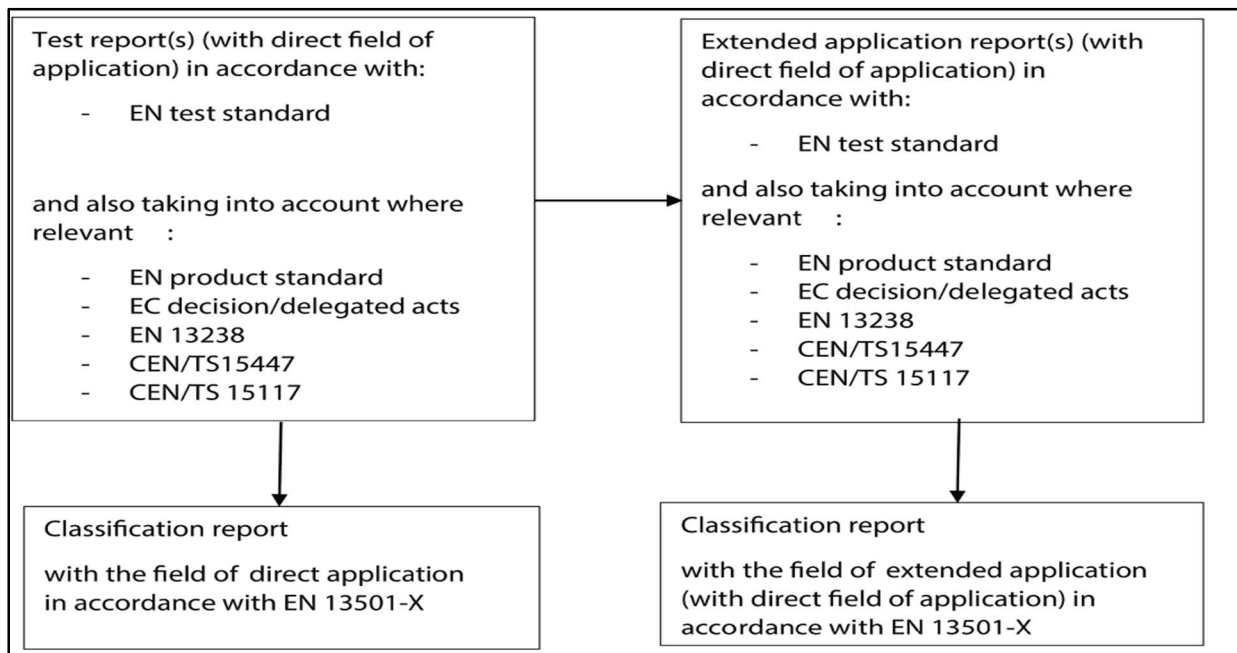 Test report(s) (with direct field of
application) in accordance with:
- EN test standard
and also taking into account where
relevant :
- EN product standard
- EC decision/delegated acts
- EN 13238
- CEN/TS15447
- CEN/TS 15117
Extended application report(s) (with
direct field of application) in
accordance with:
- EN test standard
and also taking into account where
relevant :
- EN product standard
- EC decision/delegated acts
- EN 13238
- CEN/TS15447
- CEN/TS 15117
Classification report
with the field of direct application
in accordance with EN 13501-X
Classification report
with the field of extended application
(with direct field of application) in
accordance with EN 13501-X